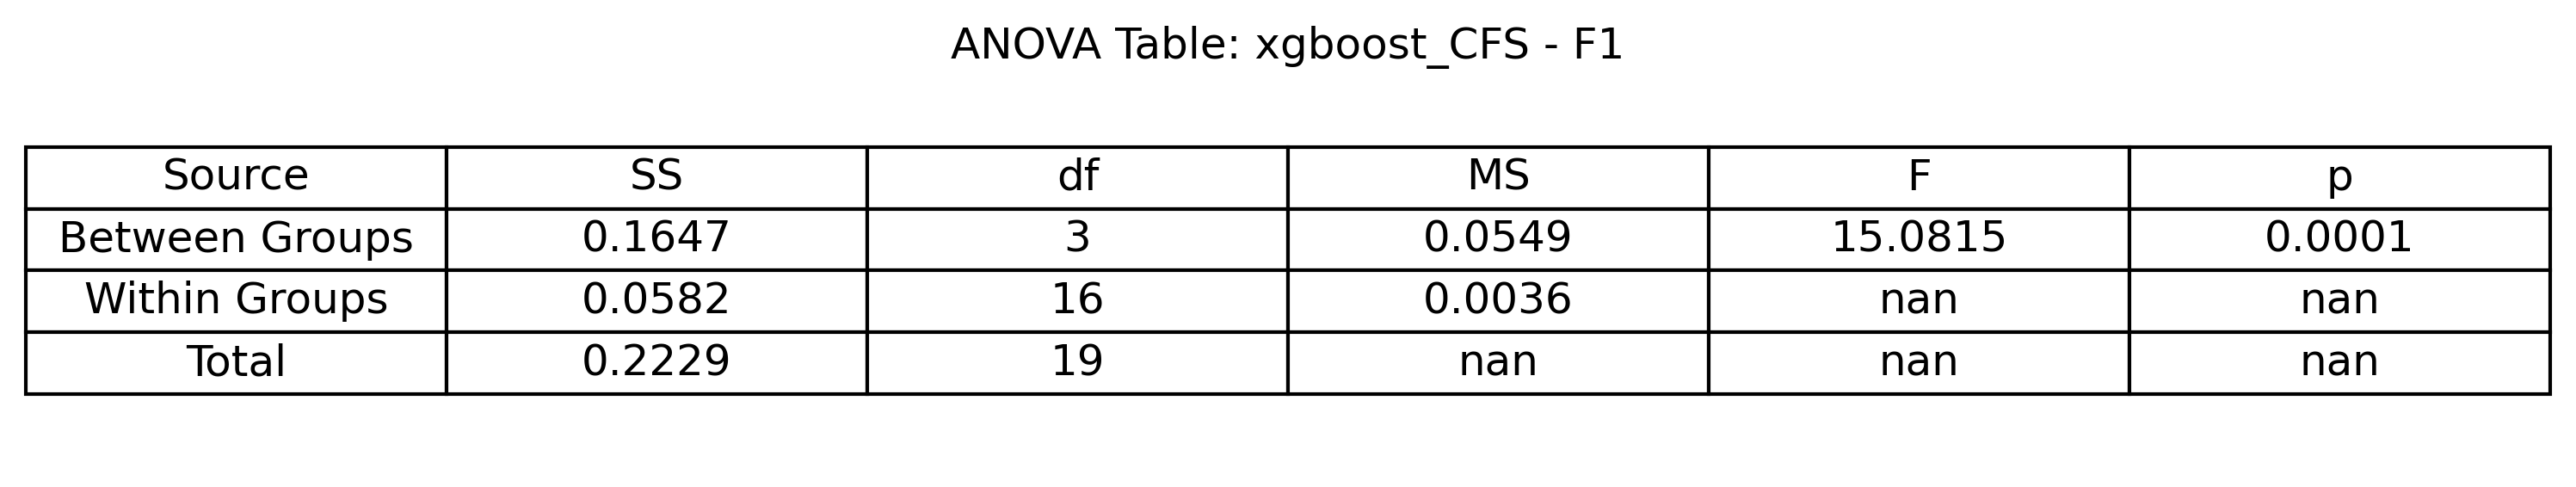 ANOVA Table: xgboost_CFS - F1
Source SS df MS F p
Between Groups 0.1647 3 0.0549 15.0815 0.0001
Within Groups 0.0582 16 0.0036 nan nan
Total 0.2229 19 nan nan nan